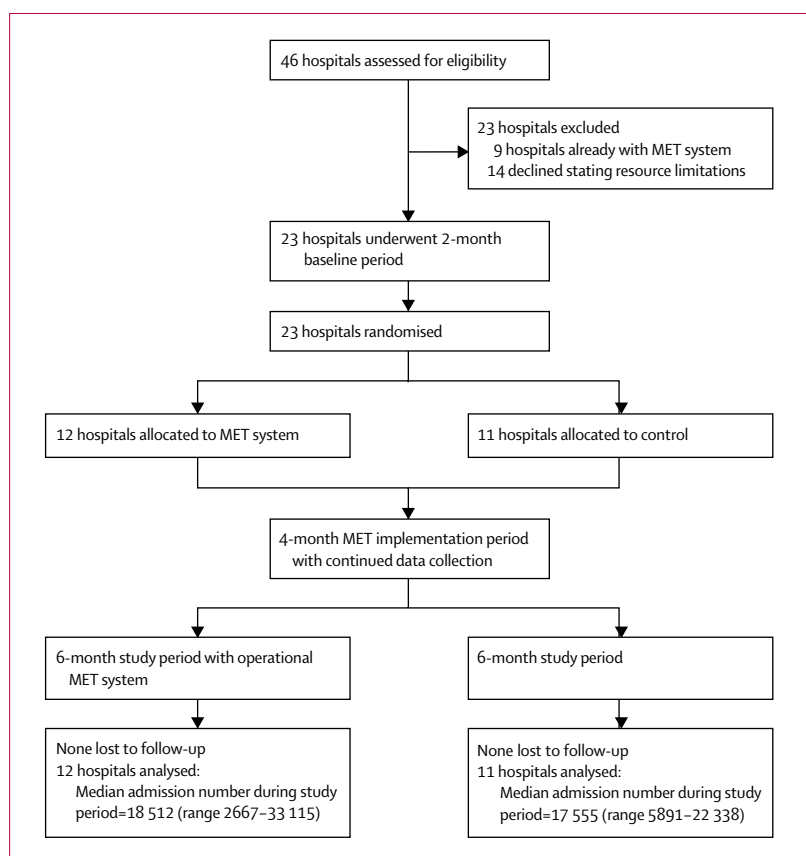 46 hospitals assessed for eligibility
23 hospitals excluded
9 hospitals already with MET system
14 declined stating resource limitations
23 hospitals underwent 2-month
baseline period
23 hospitals randomised
12 hospitals allocated to MET system
11 hospitals allocated to control
4-month MET implementation period
with continued data collection
6-month study period with operational
MET system
6-month study period
None lost to follow-up
12 hospitals analysed:
Median admission number during study
period=18 512 (range 2667–33 115)
None lost to follow-up
11 hospitals analysed:
Median admission number during study
period=17 555 (range 5891–22 338)